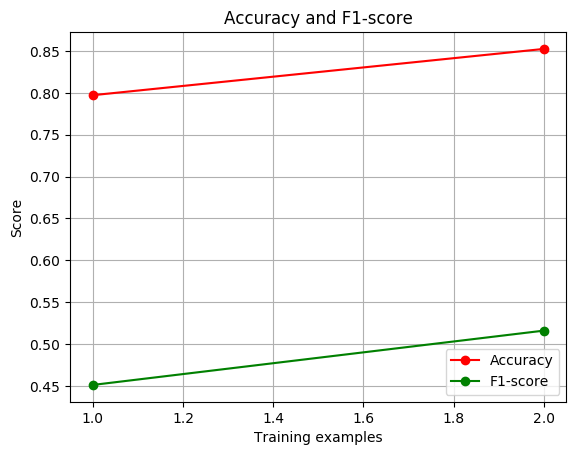 Accuracy and F1-score
0.85
0.80
0.75
0.70
0.65
0.60
0.55
0.50
0.45
Score
Accuracy
F1-score
1.0 1.2 1.4 1.6 1.8 2.0
Training examples